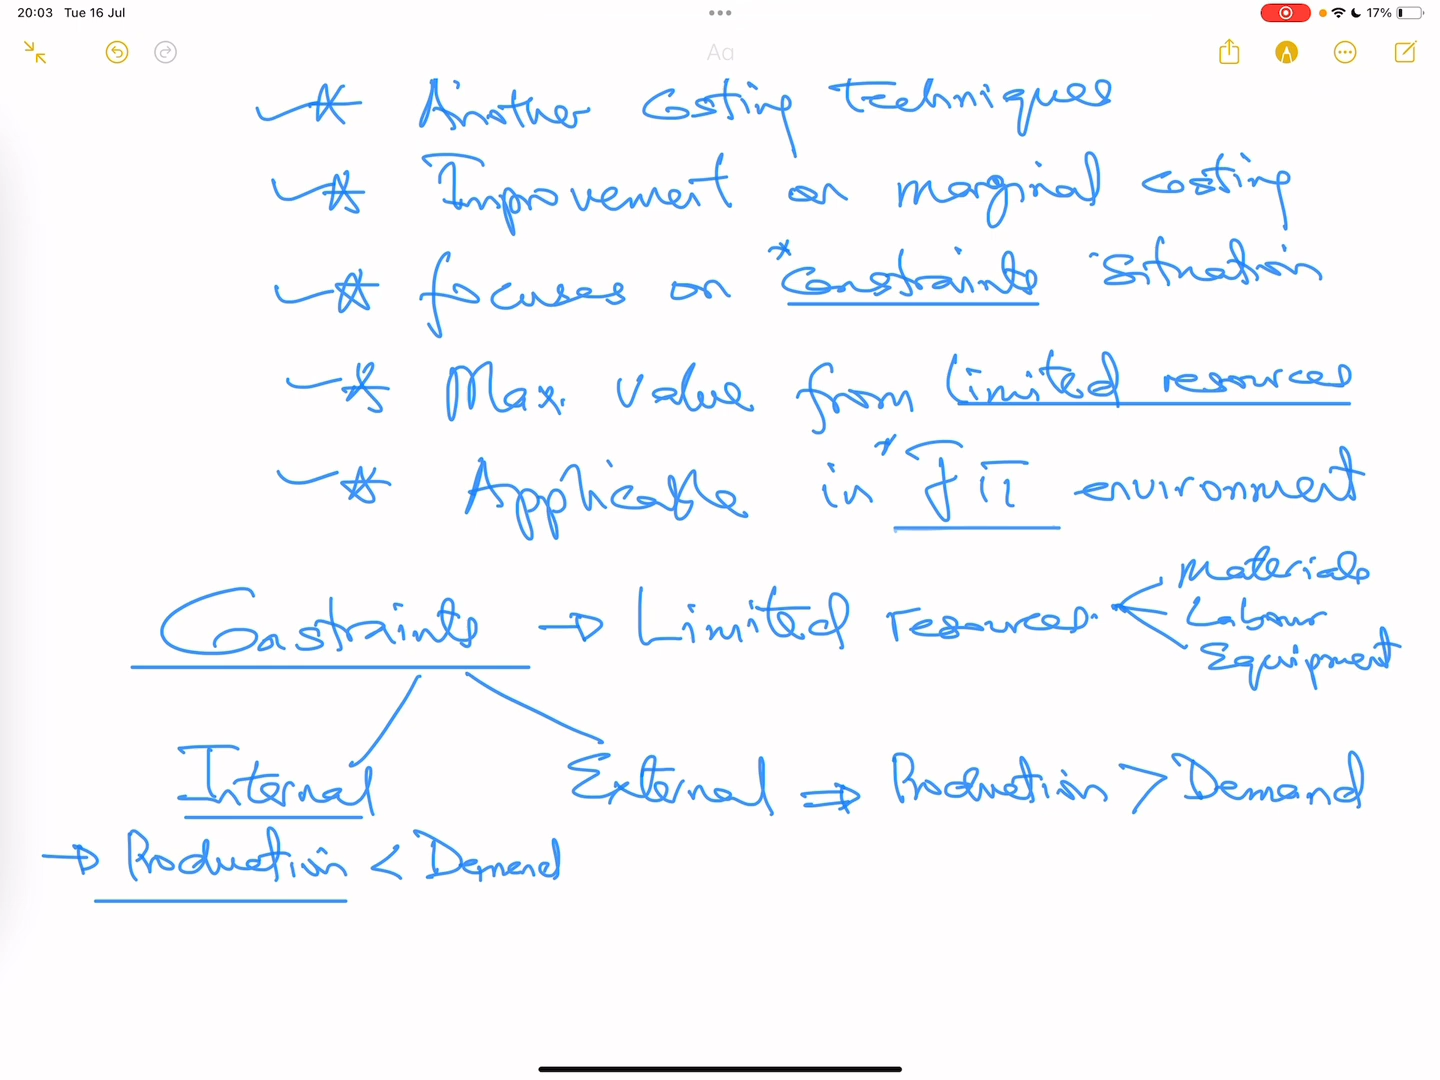 20:03 Tue 16 Jul
17%
Aa
Another Costing Techniques
Improvement on marginal costing
focuses on *Constraints situation
Max. value from limited resources
Applicable in *JIT environment
Constraints → Limited resources
Materials
Labour
Equipment
Internal
External ⇒ Production > Demand
→ Production < Demand